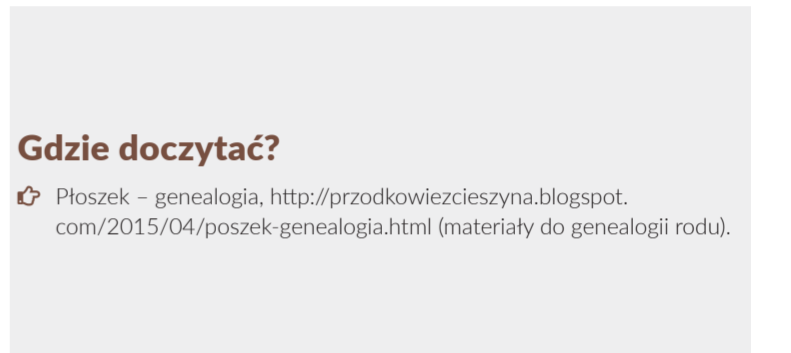 Gdzie doczytać?
Płoszek – genealogia, http://przodkowiezcieszyna.blogspot.
com/2015/04/poszek-genealogia.html (materiały do genealogii rodu).